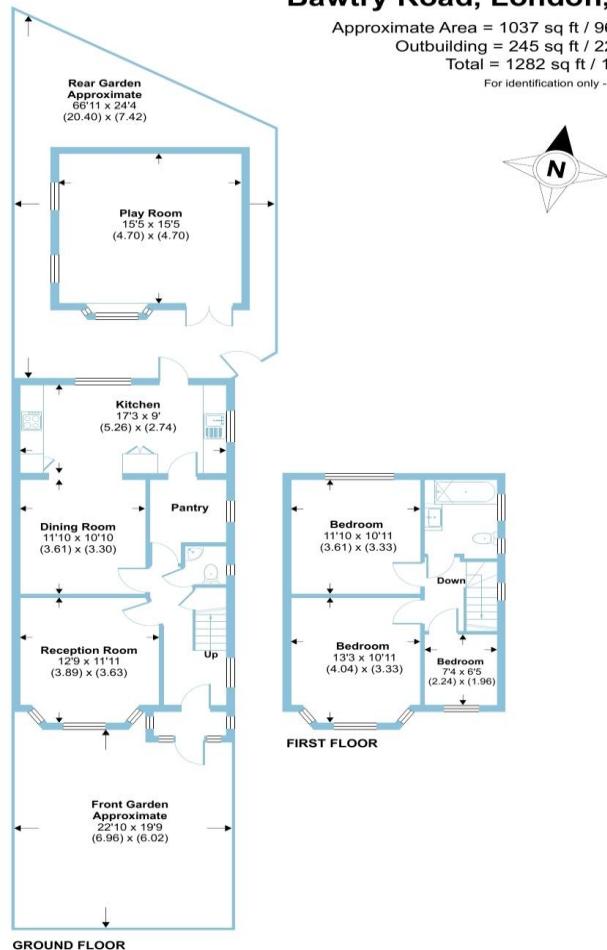 Bawtry Road, London,
Approximate Area = 1037 sq ft / 96
Outbuilding = 245 sq ft / 22
Total = 1282 sq ft / 1
For identification only -
Rear Garden
Approximate
66'11 x 24'4
(20.40) x (7.42)
N
Play Room
15'5 x 15'5
(4.70) x (4.70)
Kitchen
17'3 x 9'
(5.26) x (2.74)
Pantry
Dining Room
11'10 x 10'10
(3.61) x (3.30)
Reception Room
12'9 x 11'11
(3.89) x (3.63)
Up
Front Garden
Approximate
22'10 x 19'9
(6.96) x (6.02)
GROUND FLOOR
Bedroom
11'10 x 10'11
(3.61) x (3.33)
Down
Bedroom
13'3 x 10'11
(4.04) x (3.33)
Bedroom
7'4 x 6'5
(2.24) x (1.96)
FIRST FLOOR